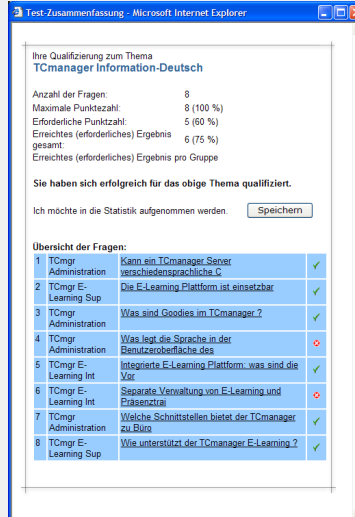 Test-Zusammenfassung - Microsoft Internet Explorer
Ihre Qualifizierung zum Thema
TCmanager Information-Deutsch
Anzahl der Fragen: 8
Maximale Punktezahl: 8 (100 %)
Erforderliche Punktzahl: 5 (60 %)
Erreichtes (erforderliches) Ergebnis
gesamt: 6 (75 %)
Erreichtes (erforderliches) Ergebnis pro Gruppe
Sie haben sich erfolgreich für das obige Thema qualifiziert.
Ich möchte in die Statistik aufgenommen werden. Speichern
Übersicht der Fragen:
1 TCmgr Kann ein TCmanager Server
Administration verschiedensprachliche C
2 TCmgr E- Die E-Learning Plattform ist einsetzbar
Learning Sup
3 TCmgr Was sind Goodies im TCmanager ?
Administration
4 TCmgr Was legt die Sprache in der
Administration Benutzeroberfläche des
5 TCmgr E- Integrierte E-Learning Plattform: was sind die
Learning Int Vor
6 TCmgr E- Separate Verwaltung von E-Learning und
Learning Int Präsenztrai
7 TCmgr Welche Schnittstellen bietet der TCmanager
Administration zu Büro
8 TCmgr E- Wie unterstützt der TCmanager E-Learning ?
Learning Sup